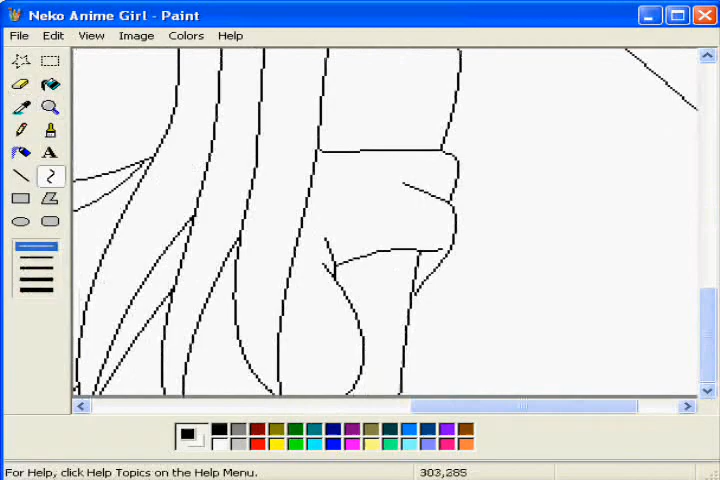 Neko Anime Girl - Paint
File Edit View Image Colors Help
A
For Help, click Help Topics on the Help Menu. 303,285